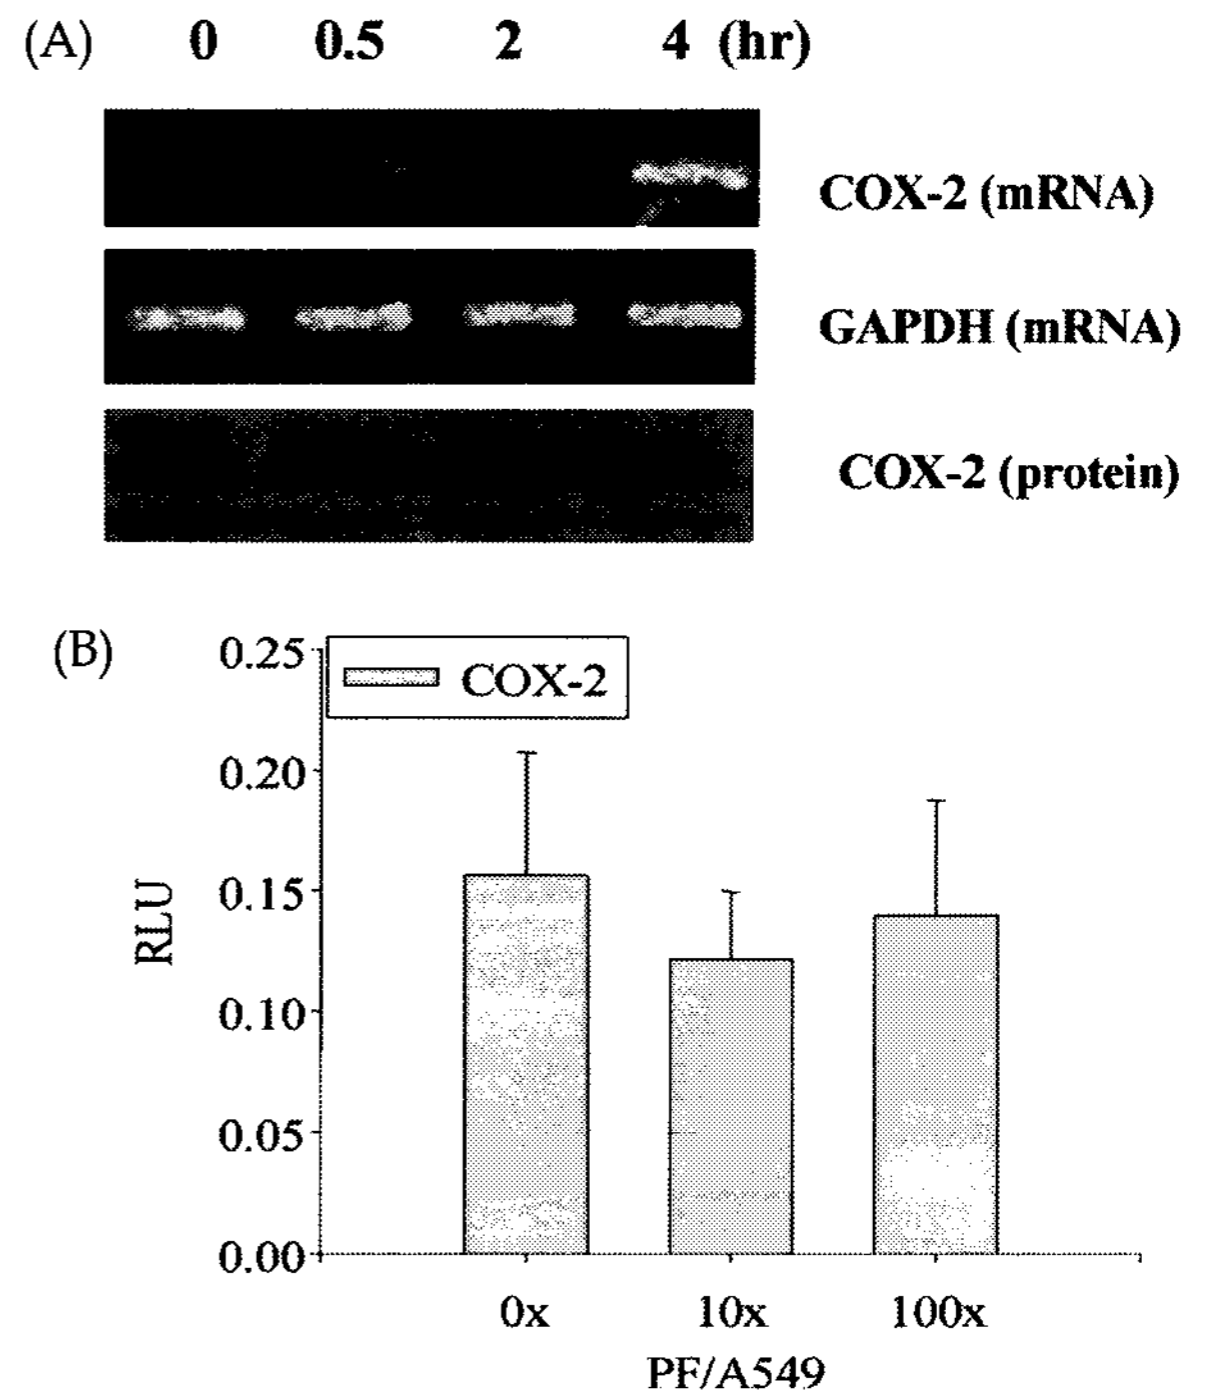 (A) 0 0.5 2 4 (hr)
COX-2 (mRNA)
GAPDH (mRNA)
COX-2 (protein)
(B)
0.25
COX-2
0.20
0.15
0.10
0.05
0.00
RLU
0x 10x 100x
PF/A549